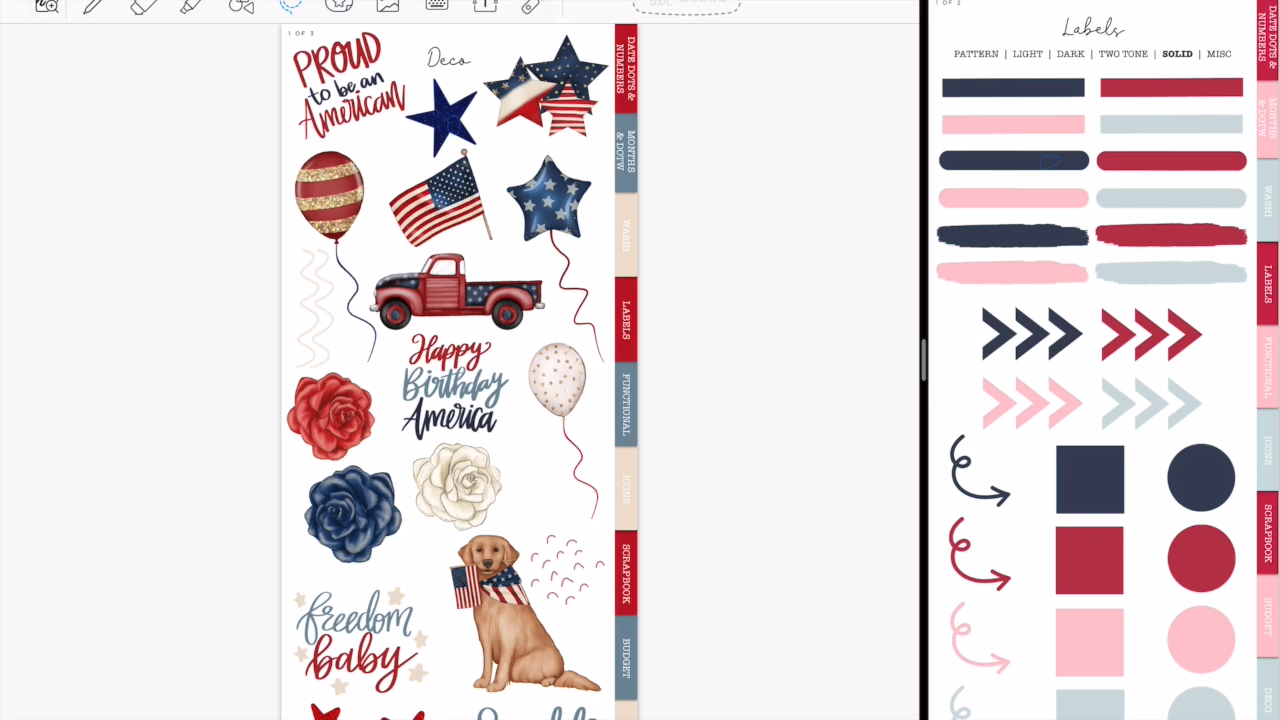 abc
1 OF 3
PROUD
to be an
American
Deco
Happy
Birthday
America
freedom
baby
DATE DOTS &
NUMBERS
MONTHS
& DOTW
WASHI
LABELS
FUNCTIONAL
ICONS
SCRAPBOOK
BUDGET
1 OF 2
Labels
PATTERN | LIGHT | DARK | TWO TONE | SOLID | MISC
DATE DOTS &
NUMBERS
MONTHS
& DOTW
WASHI
LABELS
FUNCTIONAL
ICONS
SCRAPBOOK
BUDGET
DECO